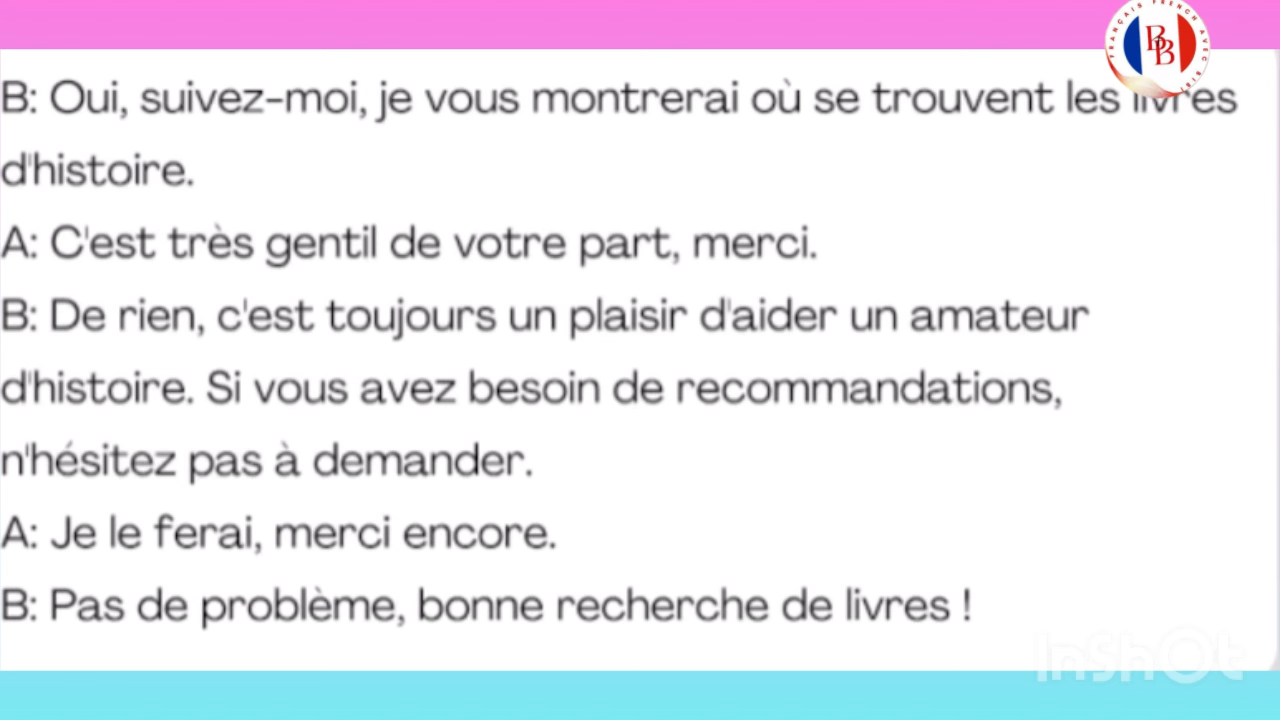 B: Oui, suivez-moi, je vous montrerai où se trouvent les livres
d'histoire.
A: C'est très gentil de votre part, merci.
B: De rien, c'est toujours un plaisir d'aider un amateur
d'histoire. Si vous avez besoin de recommandations,
n'hésitez pas à demander.
A: Je le ferai, merci encore.
B: Pas de problème, bonne recherche de livres !
InShOt